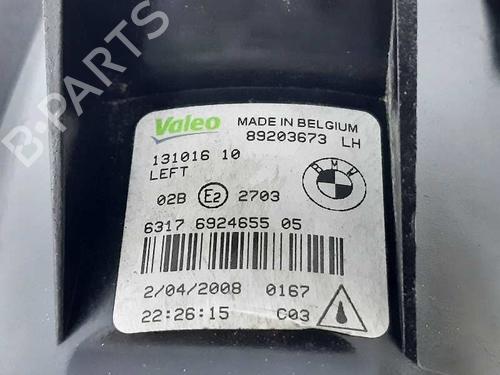 B-PARTS
Valeo MADE IN BELGIUM
89203673 LH
131016 10
LEFT
BMW
02B E2 2703
6317 6924655 05
2/04/2008 0167
22:26:15 C03